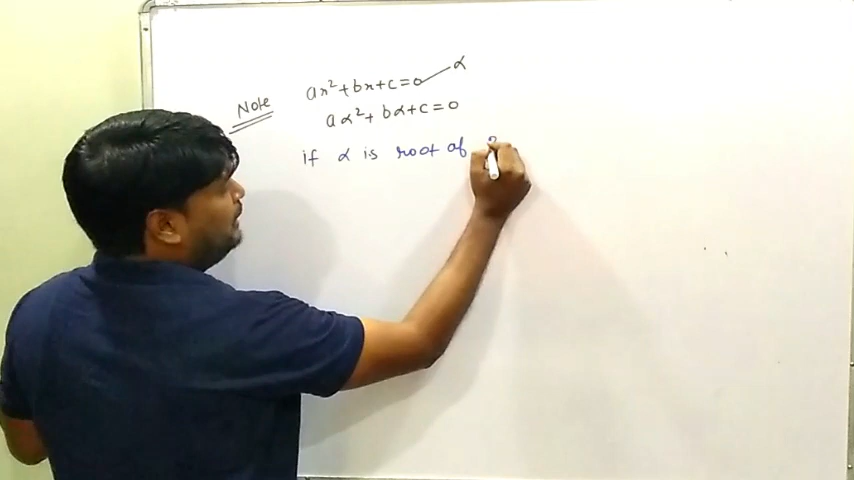 Note
ax²+bx+c=0 α
aα²+bα+c=0
if α is root of